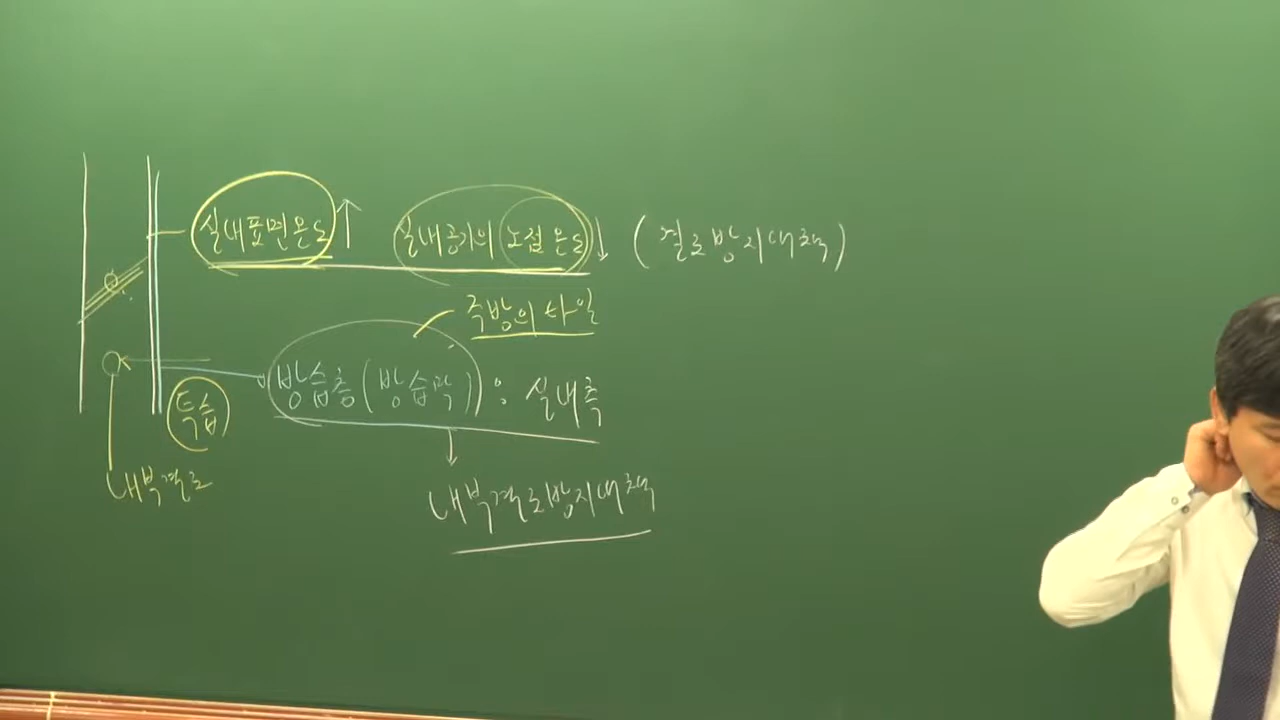 실내표면온도↑ 실내공기의 노점온도↓ (결로방지대책)
주방의 타일
방습층(방습막) : 실내측
투습
내부결로
내부결로방지대책